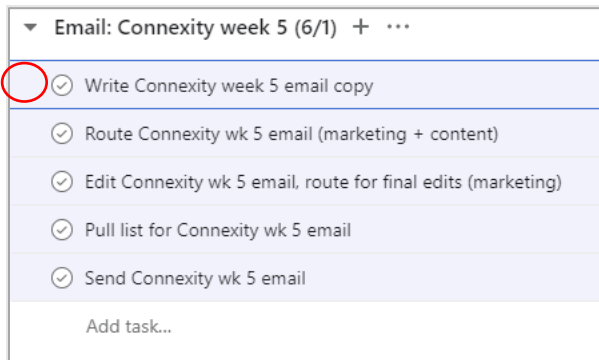 Email: Connexity week 5 (6/1) + ...
Write Connexity week 5 email copy
Route Connexity wk 5 email (marketing + content)
Edit Connexity wk 5 email, route for final edits (marketing)
Pull list for Connexity wk 5 email
Send Connexity wk 5 email
Add task...